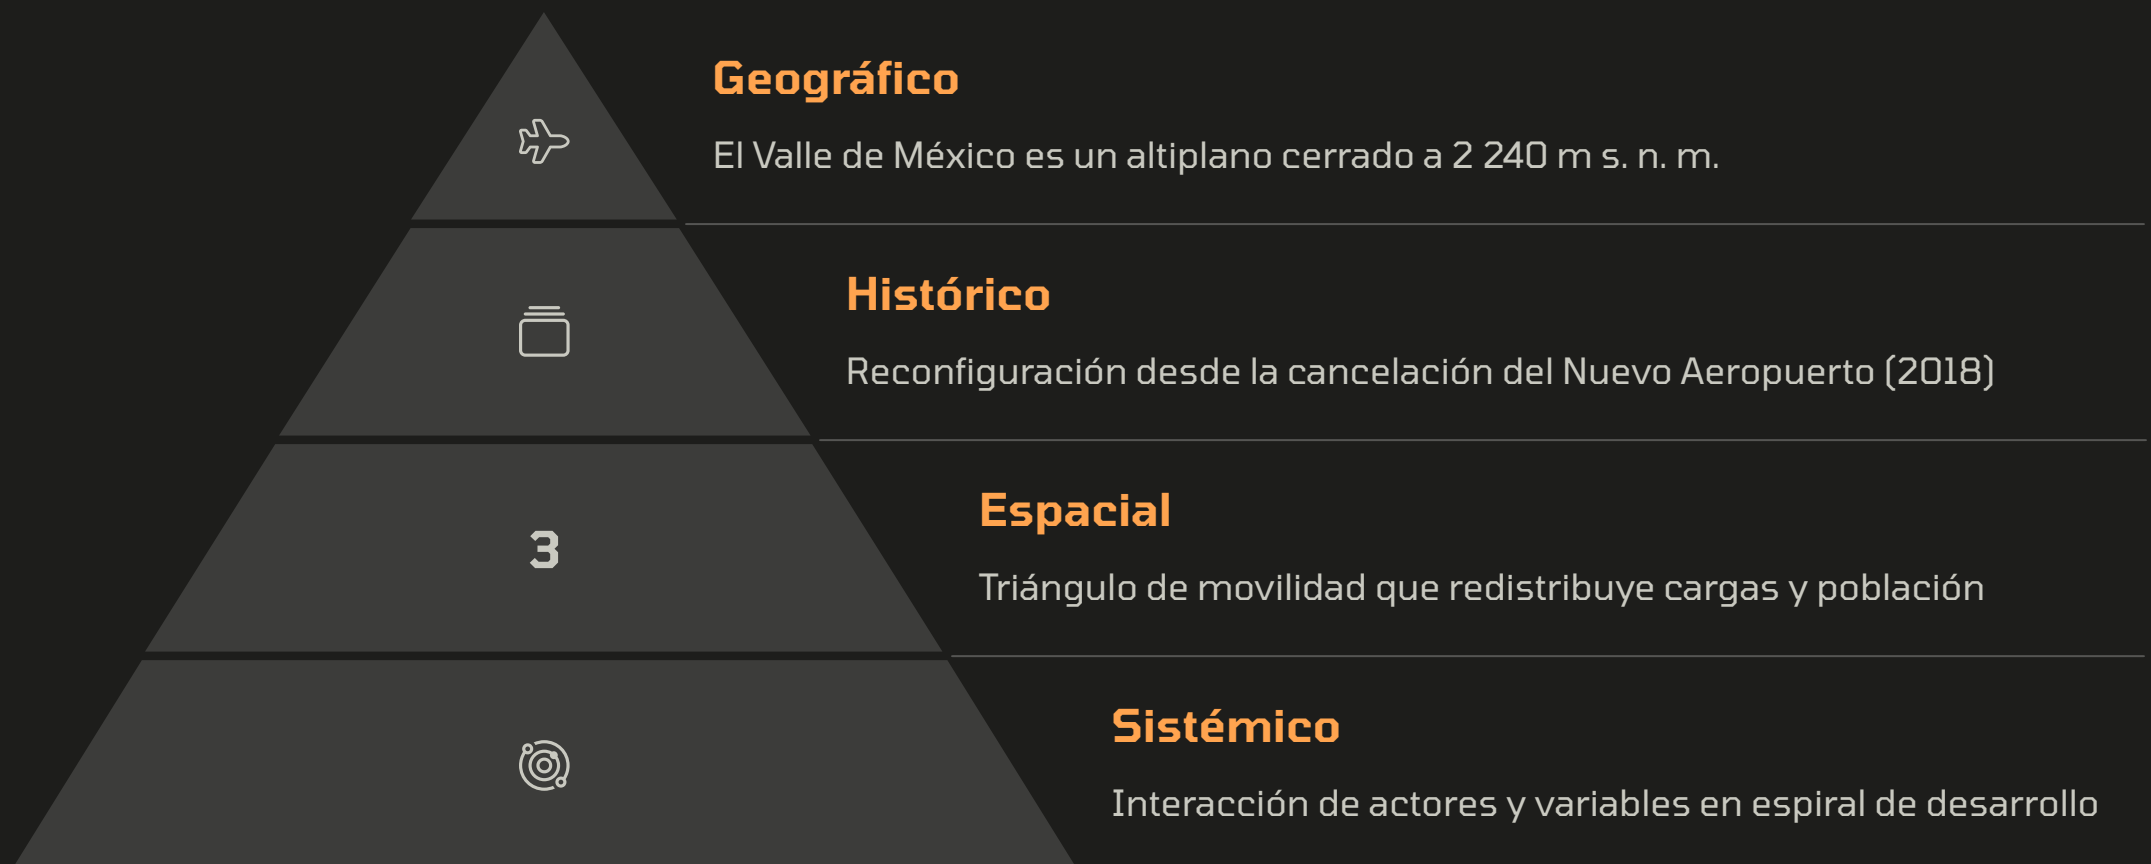 Geográfico
El Valle de México es un altiplano cerrado a 2 240 m s. n. m.
Histórico
Reconfiguración desde la cancelación del Nuevo Aeropuerto (2018)
3
Espacial
Triángulo de movilidad que redistribuye cargas y población
Sistémico
Interacción de actores y variables en espiral de desarrollo